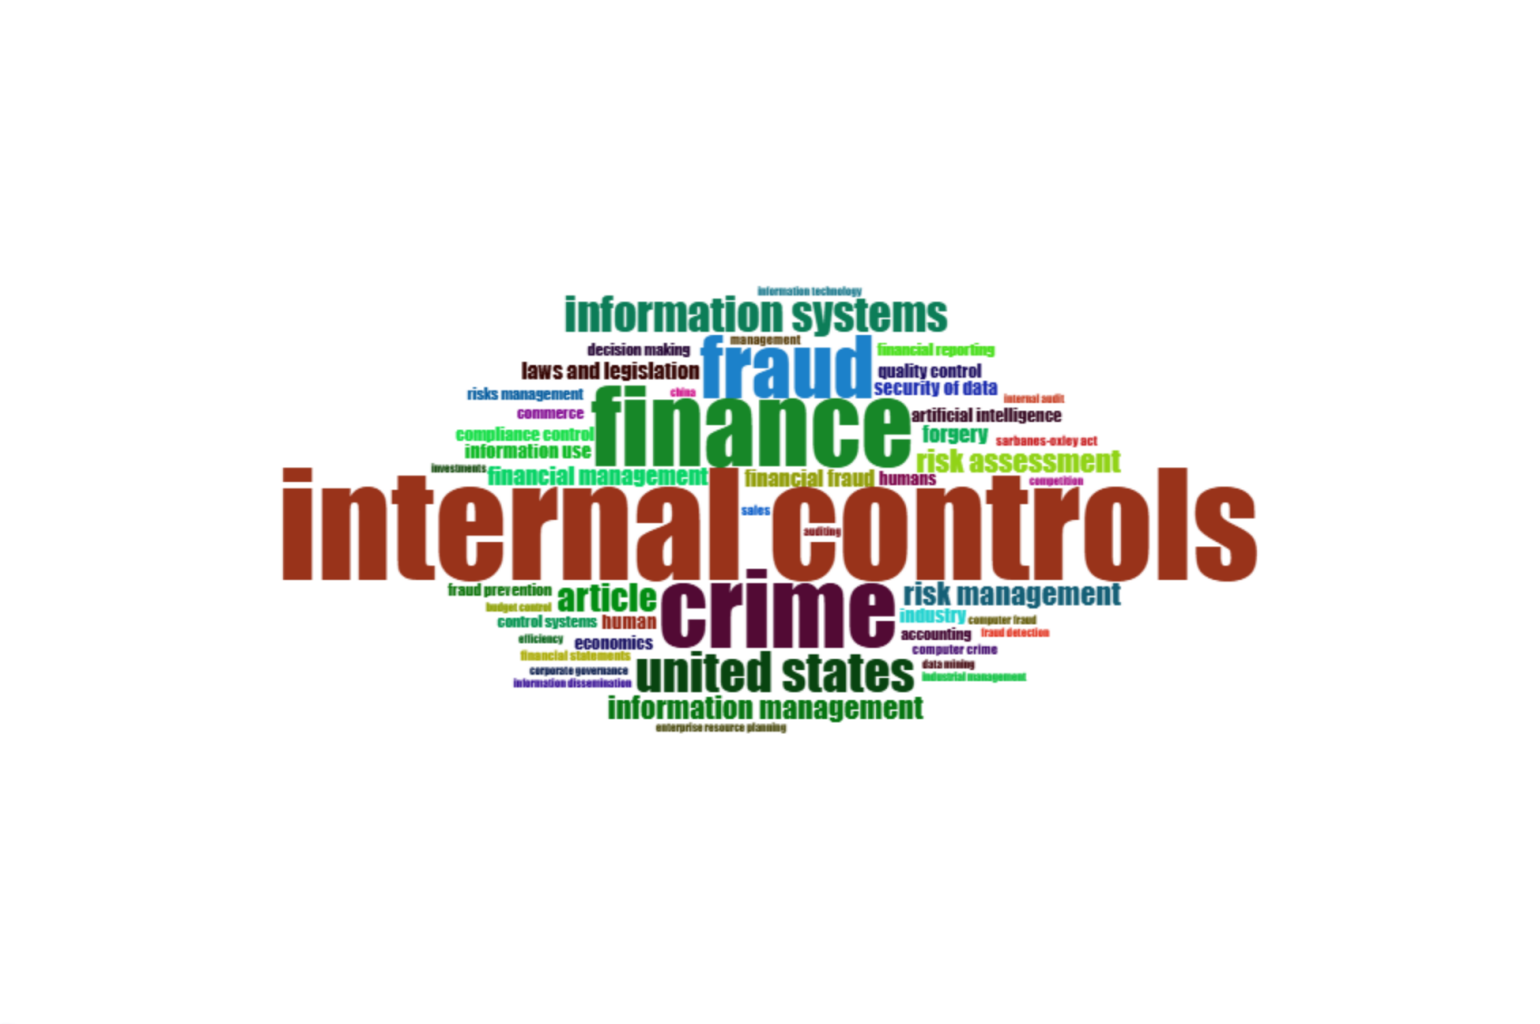 information technology
information systems
management
decision making
fraud
financial reporting
laws and legislation
quality control
security of data
risks management
china
internal audit
commerce
finance
artificial intelligence
compliance control
forgery
sarbanes-oxley act
information use
risk assessment
investments
financial management
financial fraud
humans
competition
internal controls
sales
auditing
fraud prevention
article
crime
risk management
budget control
industry
computer fraud
control systems
human
accounting
fraud detection
efficiency
economics
computer crime
financial statements
united states
data mining
corporate governance
industrial management
information dissemination
information management
enterprise resource planning